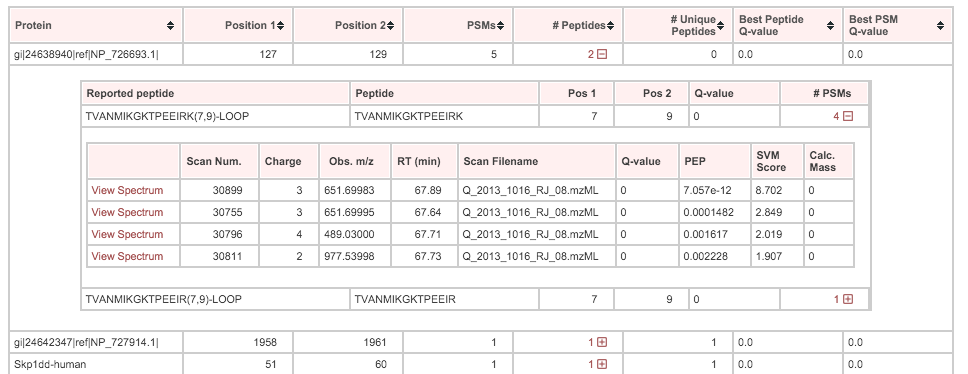 Protein Position 1 Position 2 PSMs # Peptides # Unique Peptides Best Peptide Q-value Best PSM Q-value
gi|24638940|ref|NP_726693.1| 127 129 5 2 0 0.0 0.0
Reported peptide Peptide Pos 1 Pos 2 Q-value # PSMs
TVANMIKGKTPEEIRK(7,9)-LOOP TVANMIKGKTPEEIRK 7 9 0 4
Scan Num. Charge Obs. m/z RT (min) Scan Filename Q-value PEP SVM Score Calc. Mass
View Spectrum 30899 3 651.69983 67.89 Q_2013_1016_RJ_08.mzML 0 7.057e-12 8.702 0
View Spectrum 30755 3 651.69995 67.64 Q_2013_1016_RJ_08.mzML 0 0.0001482 2.849 0
View Spectrum 30796 4 489.03000 67.71 Q_2013_1016_RJ_08.mzML 0 0.001617 2.019 0
View Spectrum 30811 2 977.53998 67.73 Q_2013_1016_RJ_08.mzML 0 0.002228 1.907 0
TVANMIKGKTPEEIR(7,9)-LOOP TVANMIKGKTPEEIR 7 9 0 1
gi|24642347|ref|NP_727914.1| 1958 1961 1 1 1 0.0 0.0
Skp1dd-human 51 60 1 1 1 0.0 0.0